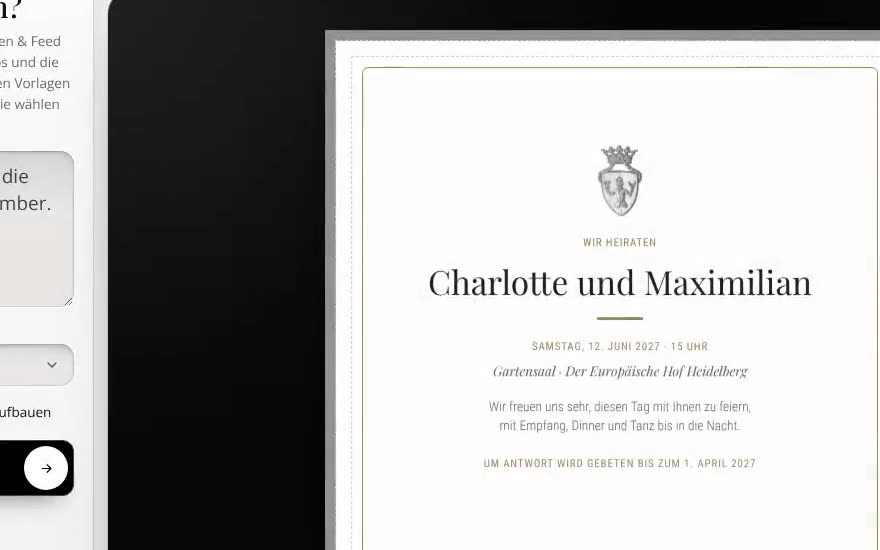 n?
en & Feed
s und die
en Vorlagen
ie wählen
die
mber.
ufbauen
WIR HEIRATEN
Charlotte und Maximilian
SAMSTAG, 12. JUNI 2027 · 15 UHR
Gartensaal · Der Europäische Hof Heidelberg
Wir freuen uns sehr, diesen Tag mit Ihnen zu feiern,
mit Empfang, Dinner und Tanz bis in die Nacht.
UM ANTWORT WIRD GEBETEN BIS ZUM 1. APRIL 2027